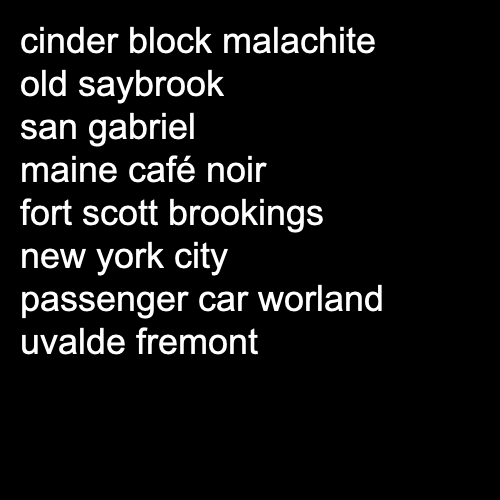 cinder block malachite
old saybrook
san gabriel
maine café noir
fort scott brookings
new york city
passenger car worland
uvalde fremont